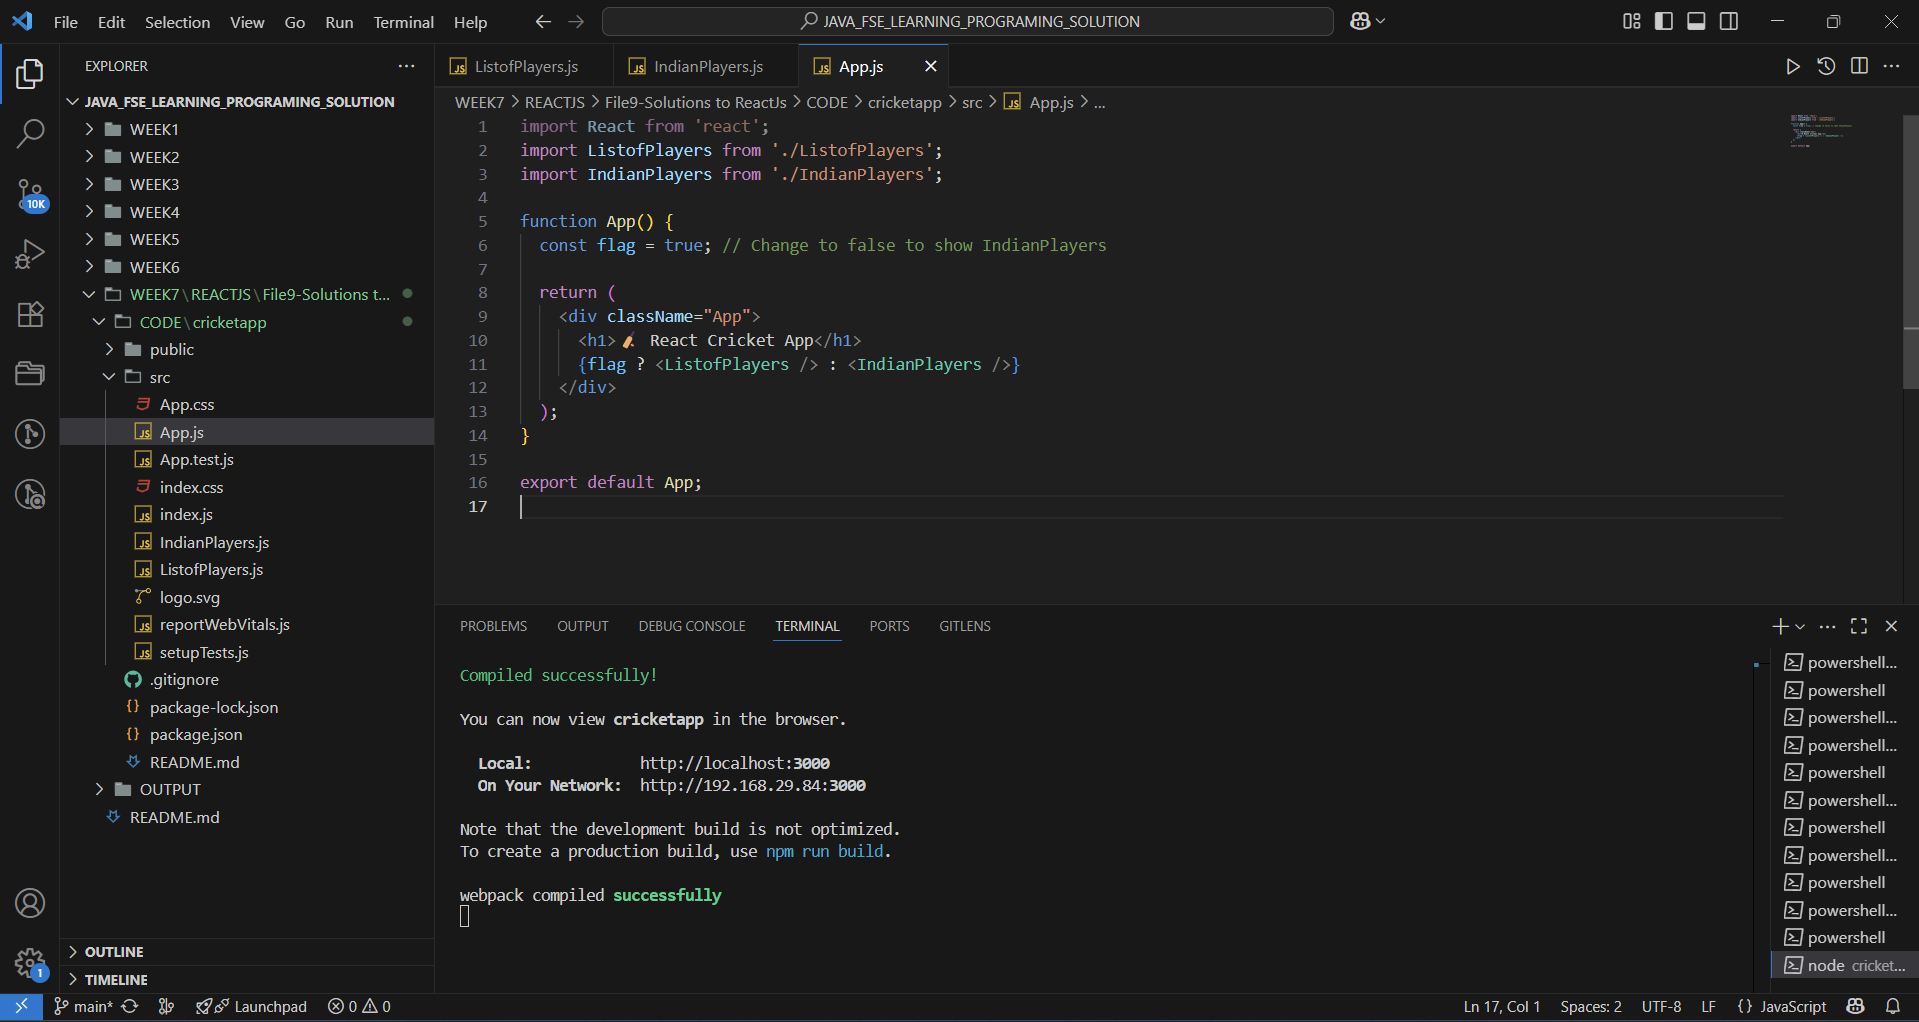 File Edit Selection View Go Run Terminal Help
JAVA_FSE_LEARNING_PROGRAMING_SOLUTION
EXPLORER
JAVA_FSE_LEARNING_PROGRAMING_SOLUTION
WEEK1
WEEK2
WEEK3
WEEK4
WEEK5
WEEK6
WEEK7\REACTJS\File9-Solutions t...
CODE\cricketapp
public
src
App.css
App.js
App.test.js
index.css
index.js
IndianPlayers.js
ListofPlayers.js
logo.svg
reportWebVitals.js
setupTests.js
.gitignore
package-lock.json
package.json
README.md
OUTPUT
README.md
OUTLINE
TIMELINE
10K
1
ListofPlayers.js IndianPlayers.js App.js
WEEK7 > REACTJS > File9-Solutions to ReactJs > CODE > cricketapp > src > App.js > ...
1 import React from 'react';
2 import ListofPlayers from './ListofPlayers';
3 import IndianPlayers from './IndianPlayers';
4
5 function App() {
6 const flag = true; // Change to false to show IndianPlayers
7
8 return (
9 <div className="App">
10 <h1>🏏 React Cricket App</h1>
11 {flag ? <ListofPlayers /> : <IndianPlayers />}
12 </div>
13 );
14 }
15
16 export default App;
17
PROBLEMS OUTPUT DEBUG CONSOLE TERMINAL PORTS GITLENS
Compiled successfully!
You can now view cricketapp in the browser.
Local: http://localhost:3000
On Your Network: http://192.168.29.84:3000
Note that the development build is not optimized.
To create a production build, use npm run build.
webpack compiled successfully
powershell...
powershell
powershell...
powershell...
powershell
powershell...
powershell
powershell...
powershell
powershell...
powershell
node cricket...
main* Launchpad 0 0 Ln 17, Col 1 Spaces: 2 UTF-8 LF {} JavaScript